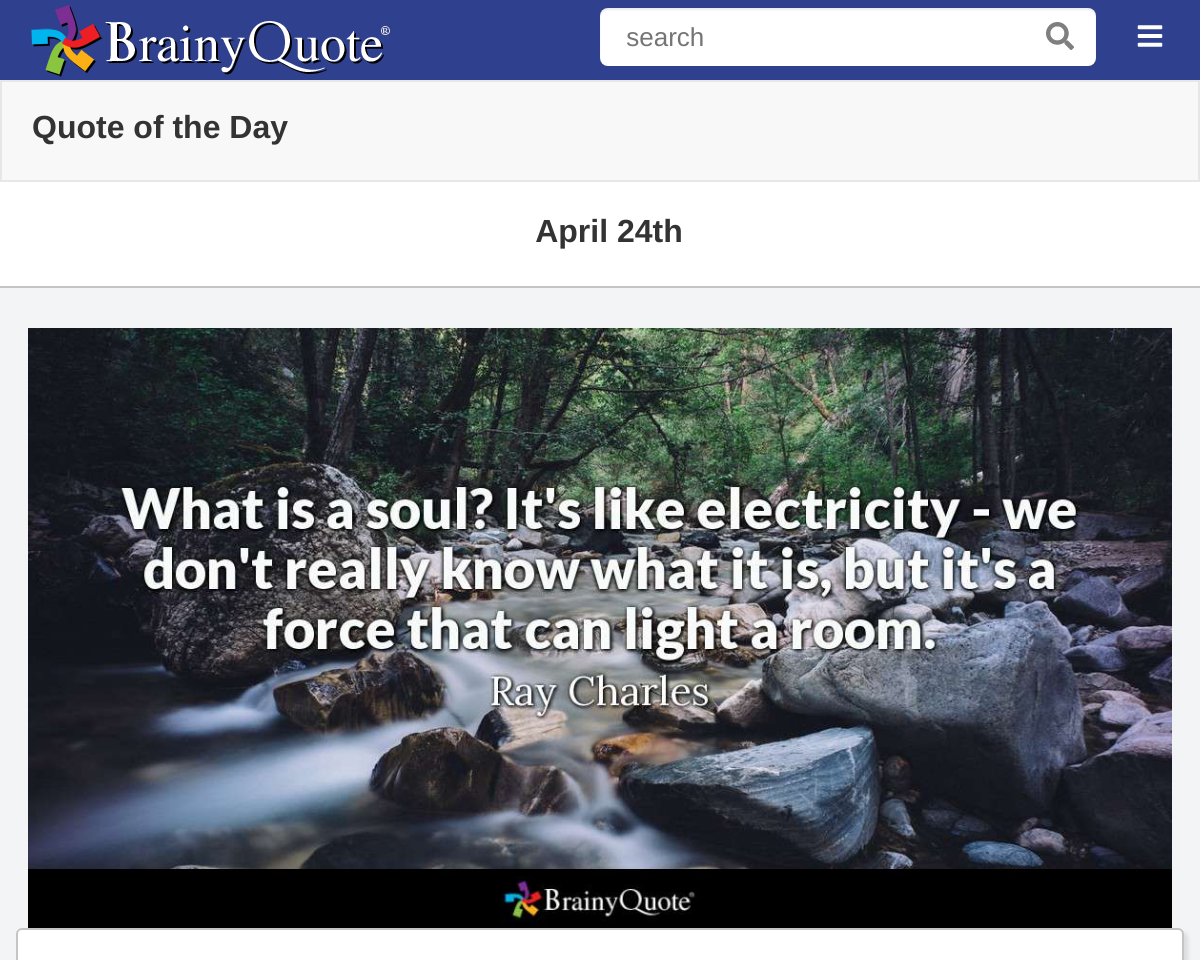 BrainyQuote®
search
Quote of the Day
April 24th
What is a soul? It's like electricity - we
don't really know what it is, but it's a
force that can light a room.
Ray Charles
BrainyQuote®